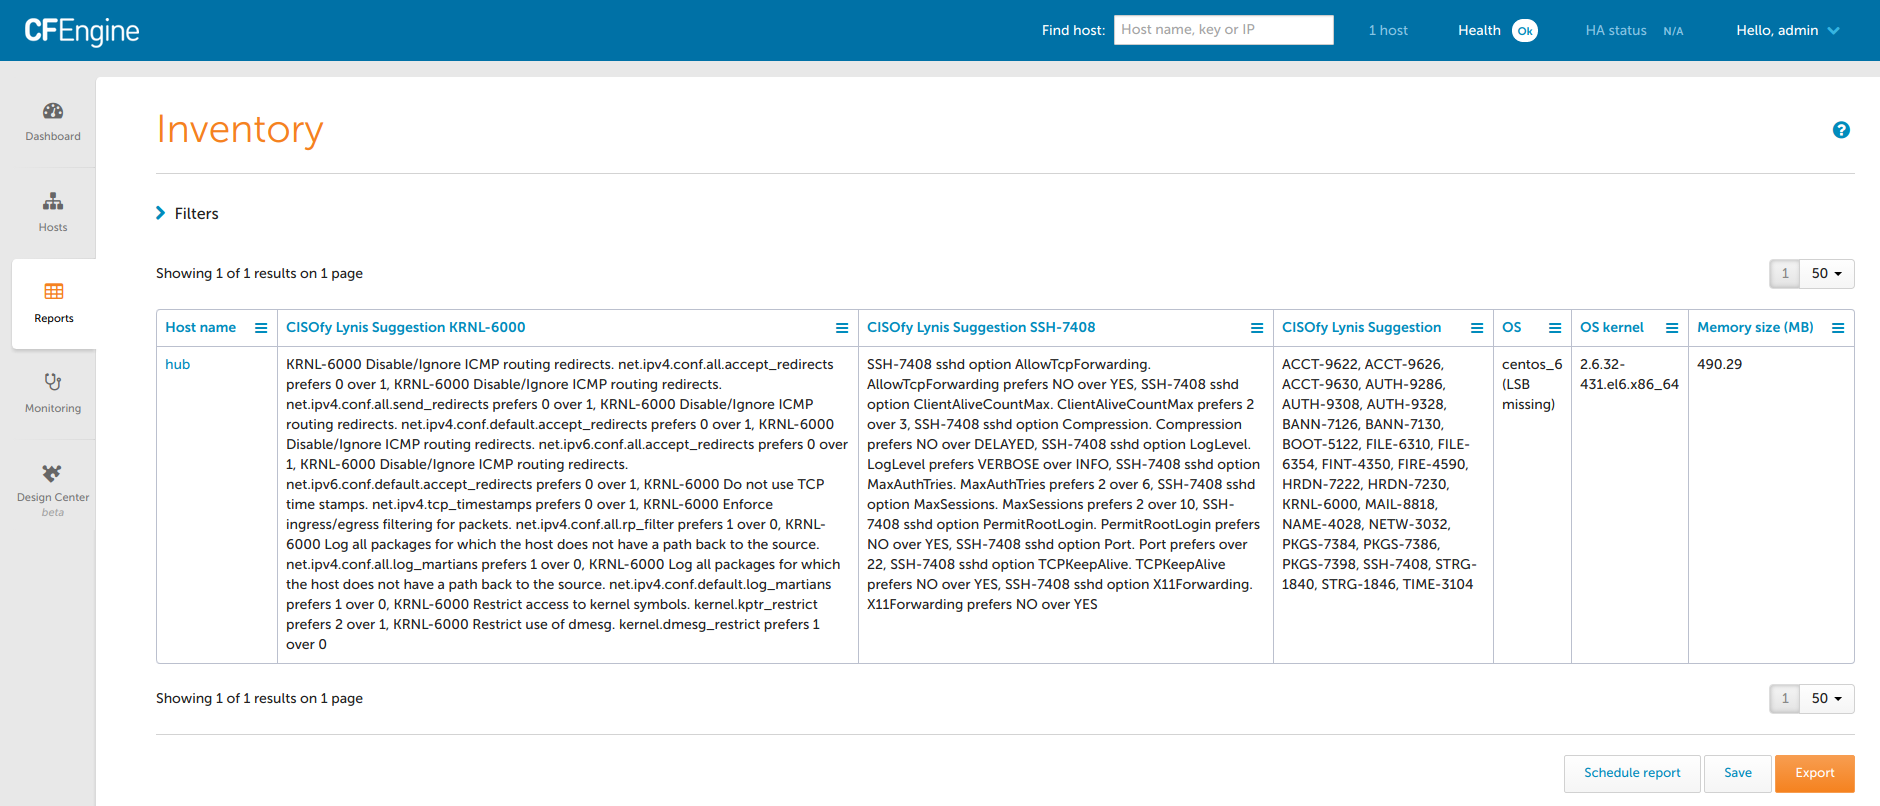 CFEngine
Find host: Host name, key or IP 1 host Health Ok HA status N/A Hello, admin
Dashboard
Hosts
Reports
Monitoring
Design Center
beta
Inventory
?
Filters
Showing 1 of 1 results on 1 page
1 50
Host name
CISOfy Lynis Suggestion KRNL-6000
CISOfy Lynis Suggestion SSH-7408
CISOfy Lynis Suggestion
OS
OS kernel
Memory size (MB)
hub
KRNL-6000 Disable/Ignore ICMP routing redirects. net.ipv4.conf.all.accept_redirects
prefers 0 over 1, KRNL-6000 Disable/Ignore ICMP routing redirects.
net.ipv4.conf.all.send_redirects prefers 0 over 1, KRNL-6000 Disable/Ignore ICMP
routing redirects. net.ipv4.conf.default.accept_redirects prefers 0 over 1, KRNL-6000
Disable/Ignore ICMP routing redirects. net.ipv6.conf.all.accept_redirects prefers 0 over
1, KRNL-6000 Disable/Ignore ICMP routing redirects.
net.ipv6.conf.default.accept_redirects prefers 0 over 1, KRNL-6000 Do not use TCP
time stamps. net.ipv4.tcp_timestamps prefers 0 over 1, KRNL-6000 Enforce
ingress/egress filtering for packets. net.ipv4.conf.all.rp_filter prefers 1 over 0, KRNL-
6000 Log all packages for which the host does not have a path back to the source.
net.ipv4.conf.all.log_martians prefers 1 over 0, KRNL-6000 Log all packages for which
the host does not have a path back to the source. net.ipv4.conf.default.log_martians
prefers 1 over 0, KRNL-6000 Restrict access to kernel symbols. kernel.kptr_restrict
prefers 2 over 1, KRNL-6000 Restrict use of dmesg. kernel.dmesg_restrict prefers 1
over 0
SSH-7408 sshd option AllowTcpForwarding.
AllowTcpForwarding prefers NO over YES, SSH-7408 sshd
option ClientAliveCountMax. ClientAliveCountMax prefers 2
over 3, SSH-7408 sshd option Compression. Compression
prefers NO over DELAYED, SSH-7408 sshd option LogLevel.
LogLevel prefers VERBOSE over INFO, SSH-7408 sshd option
MaxAuthTries. MaxAuthTries prefers 2 over 6, SSH-7408 sshd
option MaxSessions. MaxSessions prefers 2 over 10, SSH-
7408 sshd option PermitRootLogin. PermitRootLogin prefers
NO over YES, SSH-7408 sshd option Port. Port prefers over
22, SSH-7408 sshd option TCPKeepAlive. TCPKeepAlive
prefers NO over YES, SSH-7408 sshd option X11Forwarding.
X11Forwarding prefers NO over YES
ACCT-9622, ACCT-9626,
ACCT-9630, AUTH-9286,
AUTH-9308, AUTH-9328,
BANN-7126, BANN-7130,
BOOT-5122, FILE-6310, FILE-
6354, FINT-4350, FIRE-4590,
HRDN-7222, HRDN-7230,
KRNL-6000, MAIL-8818,
NAME-4028, NETW-3032,
PKGS-7384, PKGS-7386,
PKGS-7398, SSH-7408, STRG-
1840, STRG-1846, TIME-3104
centos_6
(LSB
missing)
2.6.32-
431.el6.x86_64
490.29
Showing 1 of 1 results on 1 page
1 50
Schedule report
Save
Export